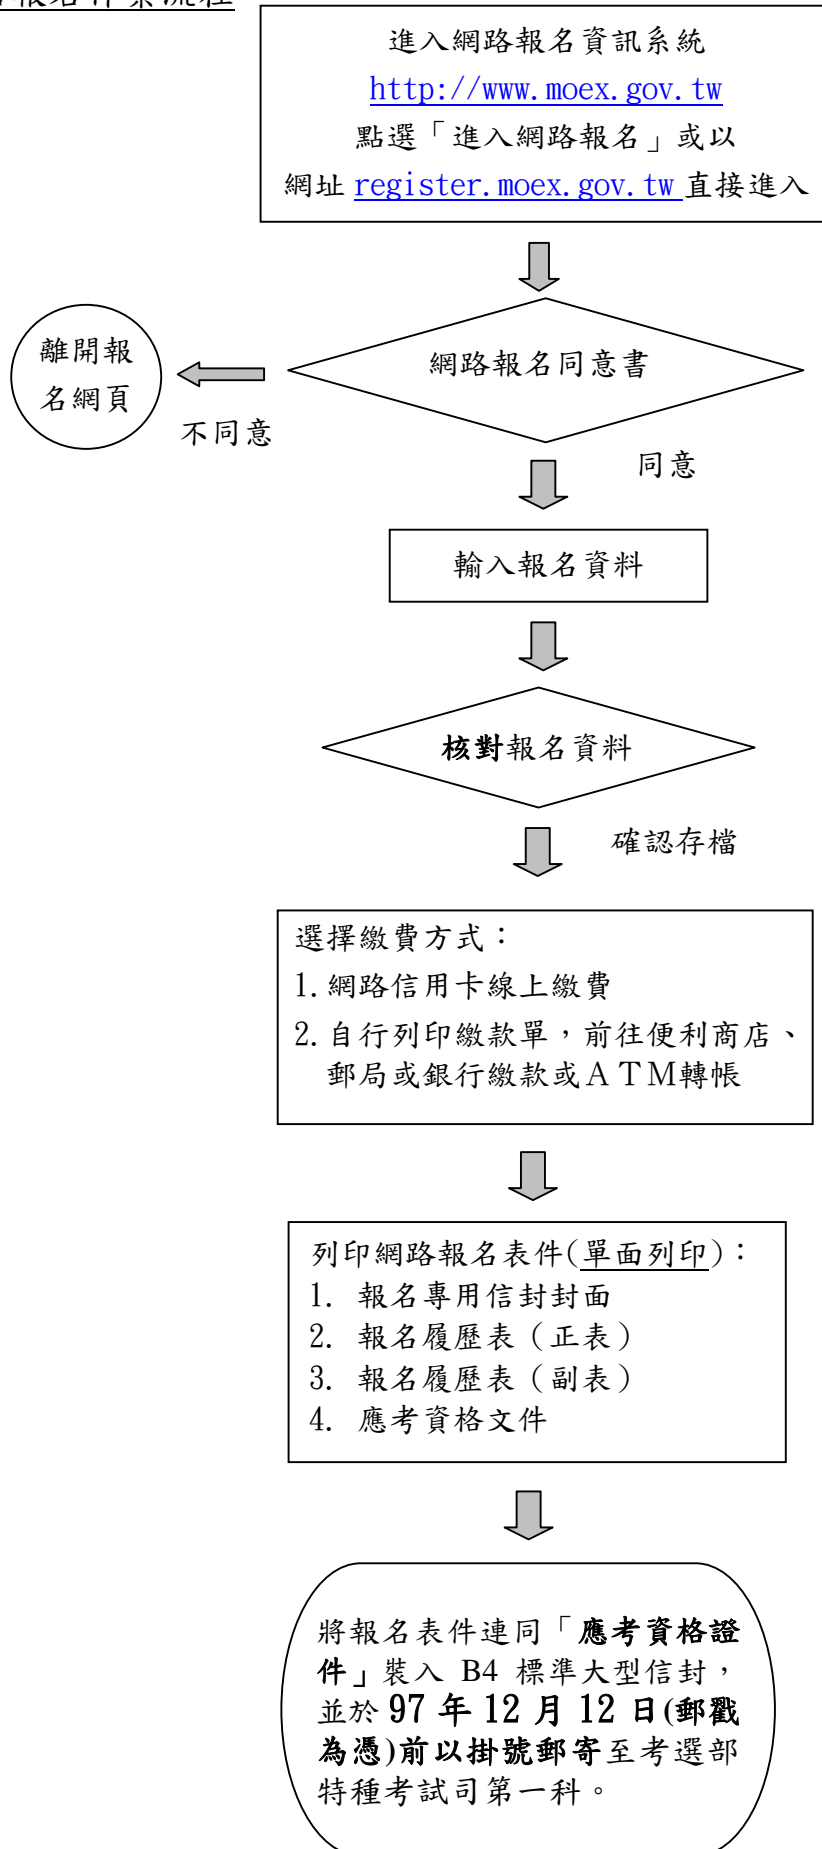 報名作業流程
進入網路報名資訊系統
http://www.moex.gov.tw
點選「進入網路報名」或以
網址 register.moex.gov.tw 直接進入
網路報名同意書
離開報
名網頁
不同意
同意
輸入報名資料
核對報名資料
確認存檔
選擇繳費方式：
1.網路信用卡線上繳費
2.自行列印繳款單，前往便利商店、
郵局或銀行繳款或ATM轉帳
列印網路報名表件(單面列印)：
1. 報名專用信封封面
2. 報名履歷表（正表）
3. 報名履歷表（副表）
4. 應考資格文件
將報名表件連同「應考資格證
件」裝入 B4 標準大型信封，
並於 97 年 12 月 12 日(郵戳
為憑)前以掛號郵寄至考選部
特種考試司第一科。